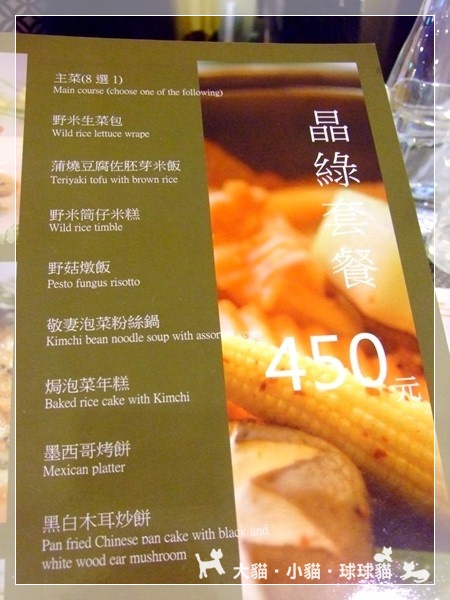 主菜(8 選 1)
Main course (choose one of the following)
野米生菜包
Wild rice lettuce wrape
蒲燒豆腐佐胚芽米飯
Teriyaki tofu with brown rice
野米筒仔米糕
Wild rice timble
野菇燉飯
Pesto fungus risotto
敬妻泡菜粉絲鍋
Kimchi bean noodle soup with assor
焗泡菜年糕
Baked rice cake with Kimchi
墨西哥烤餅
Mexican platter
黑白木耳炒餅
Pan fried Chinese pan cake with black and
white wood ear mushroom
晶綠套餐
450元
大貓·小貓·球球貓